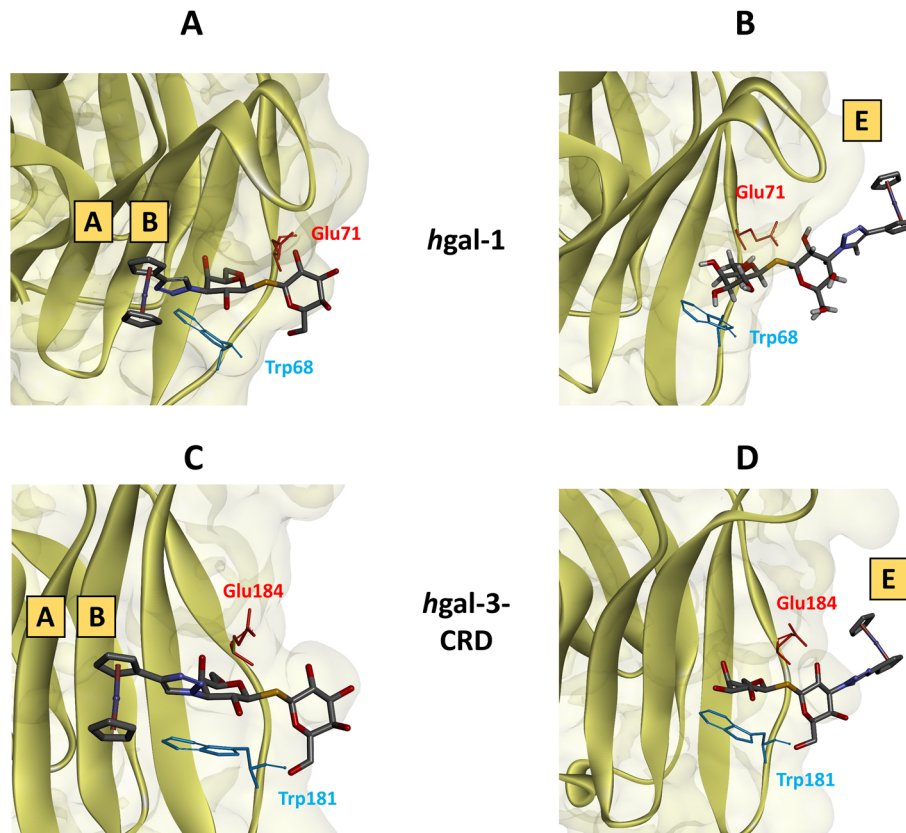 A
B
E
A B
Glu71
Glu71
hgal-1
Trp68
Trp68
C
D
E
A B
Glu184
Glu184
hgal-3-
CRD
Trp181
Trp181